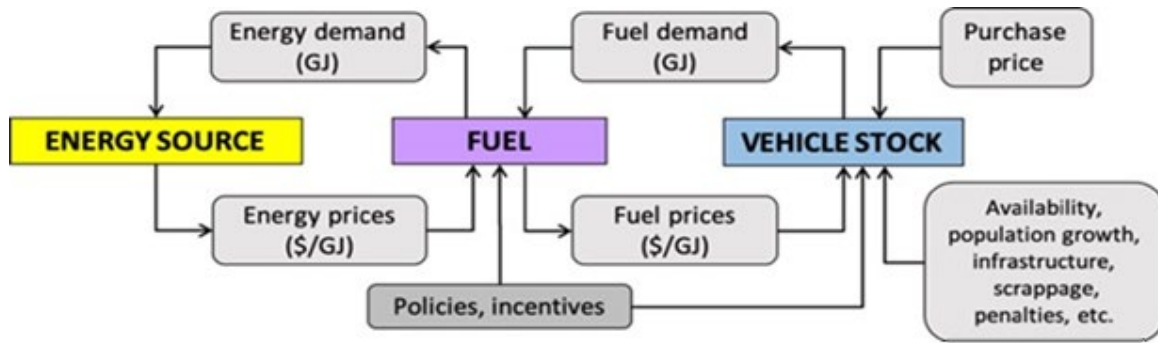 Energy demand
(GJ)
Fuel demand
(GJ)
Purchase
price
ENERGY SOURCE
FUEL
VEHICLE STOCK
Energy prices
($/GJ)
Fuel prices
($/GJ)
Availability,
population growth,
infrastructure,
scrappage,
penalties, etc.
Policies, incentives